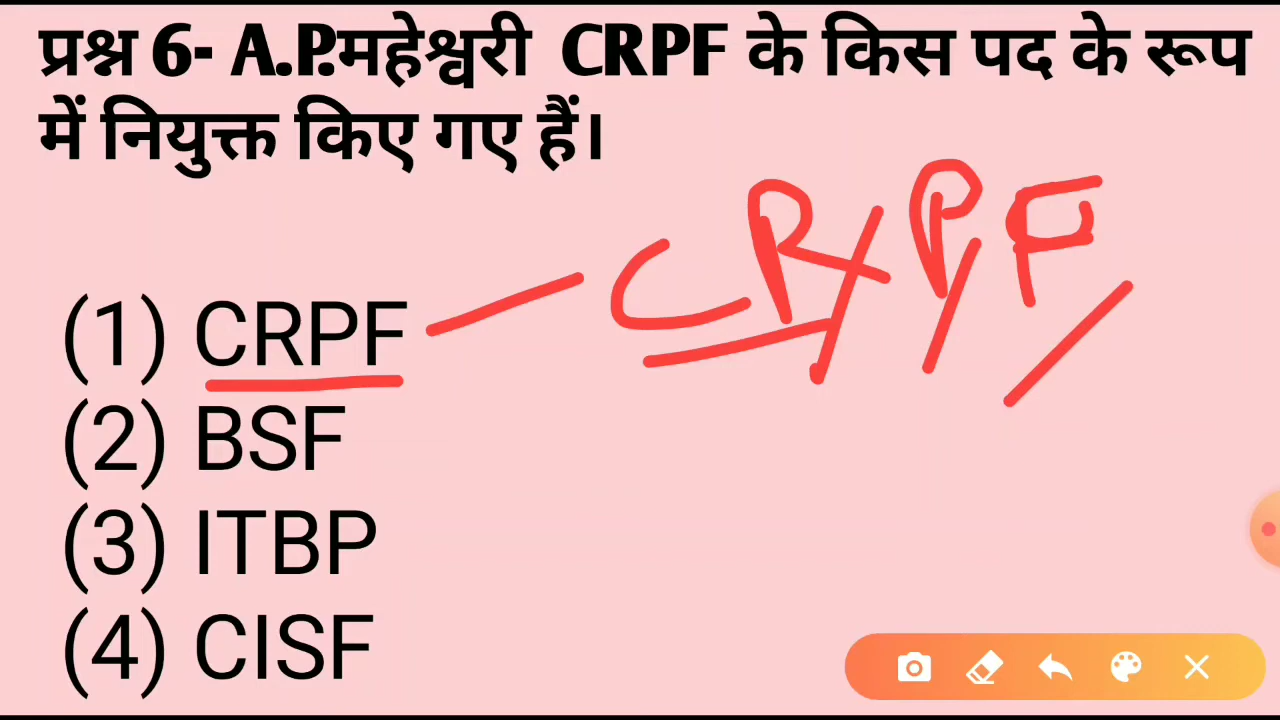 प्रश्न 6- A.P.महेश्वरी CRPF के किस पद के रूप
में नियुक्त किए गए हैं।
(1) CRPF
CRPF
(2) BSF
(3) ITBP
(4) CISF